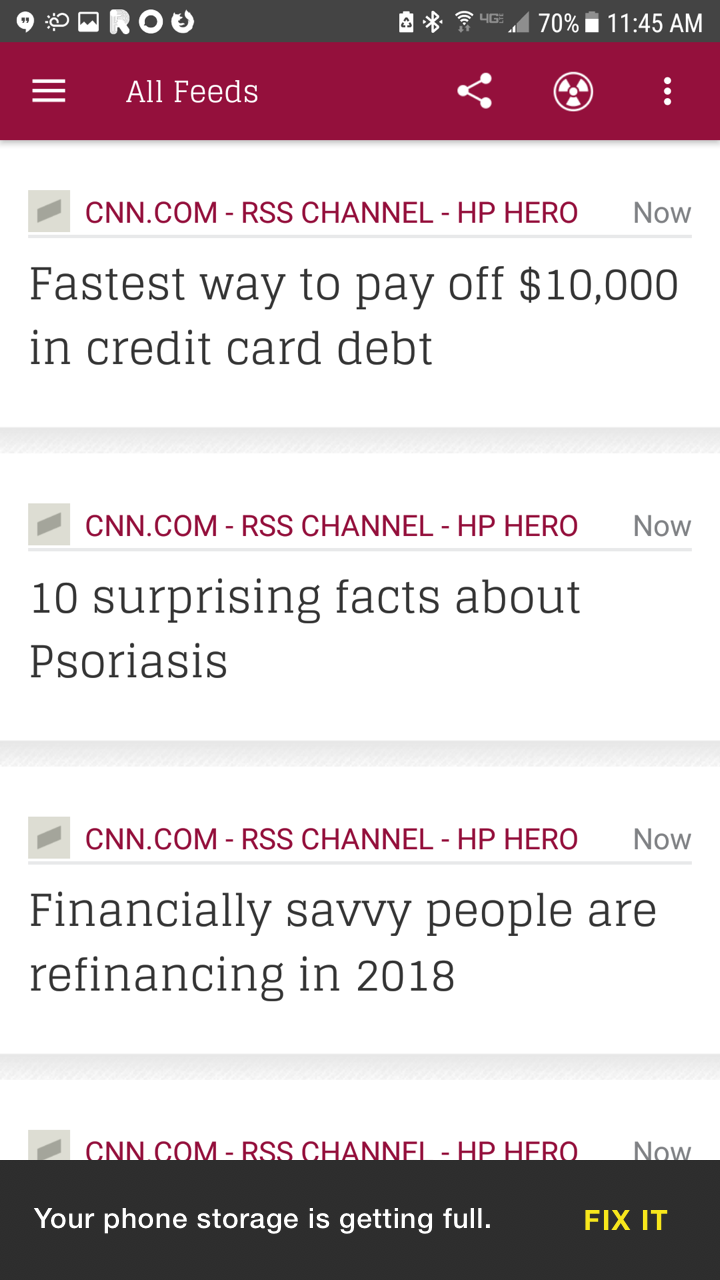 4G 70% 11:45 AM
All Feeds
CNN.COM - RSS CHANNEL - HP HERO Now
Fastest way to pay off $10,000
in credit card debt
CNN.COM - RSS CHANNEL - HP HERO Now
10 surprising facts about
Psoriasis
CNN.COM - RSS CHANNEL - HP HERO Now
Financially savvy people are
refinancing in 2018
CNN.COM - RSS CHANNEL - HP HERO Now
Your phone storage is getting full. FIX IT